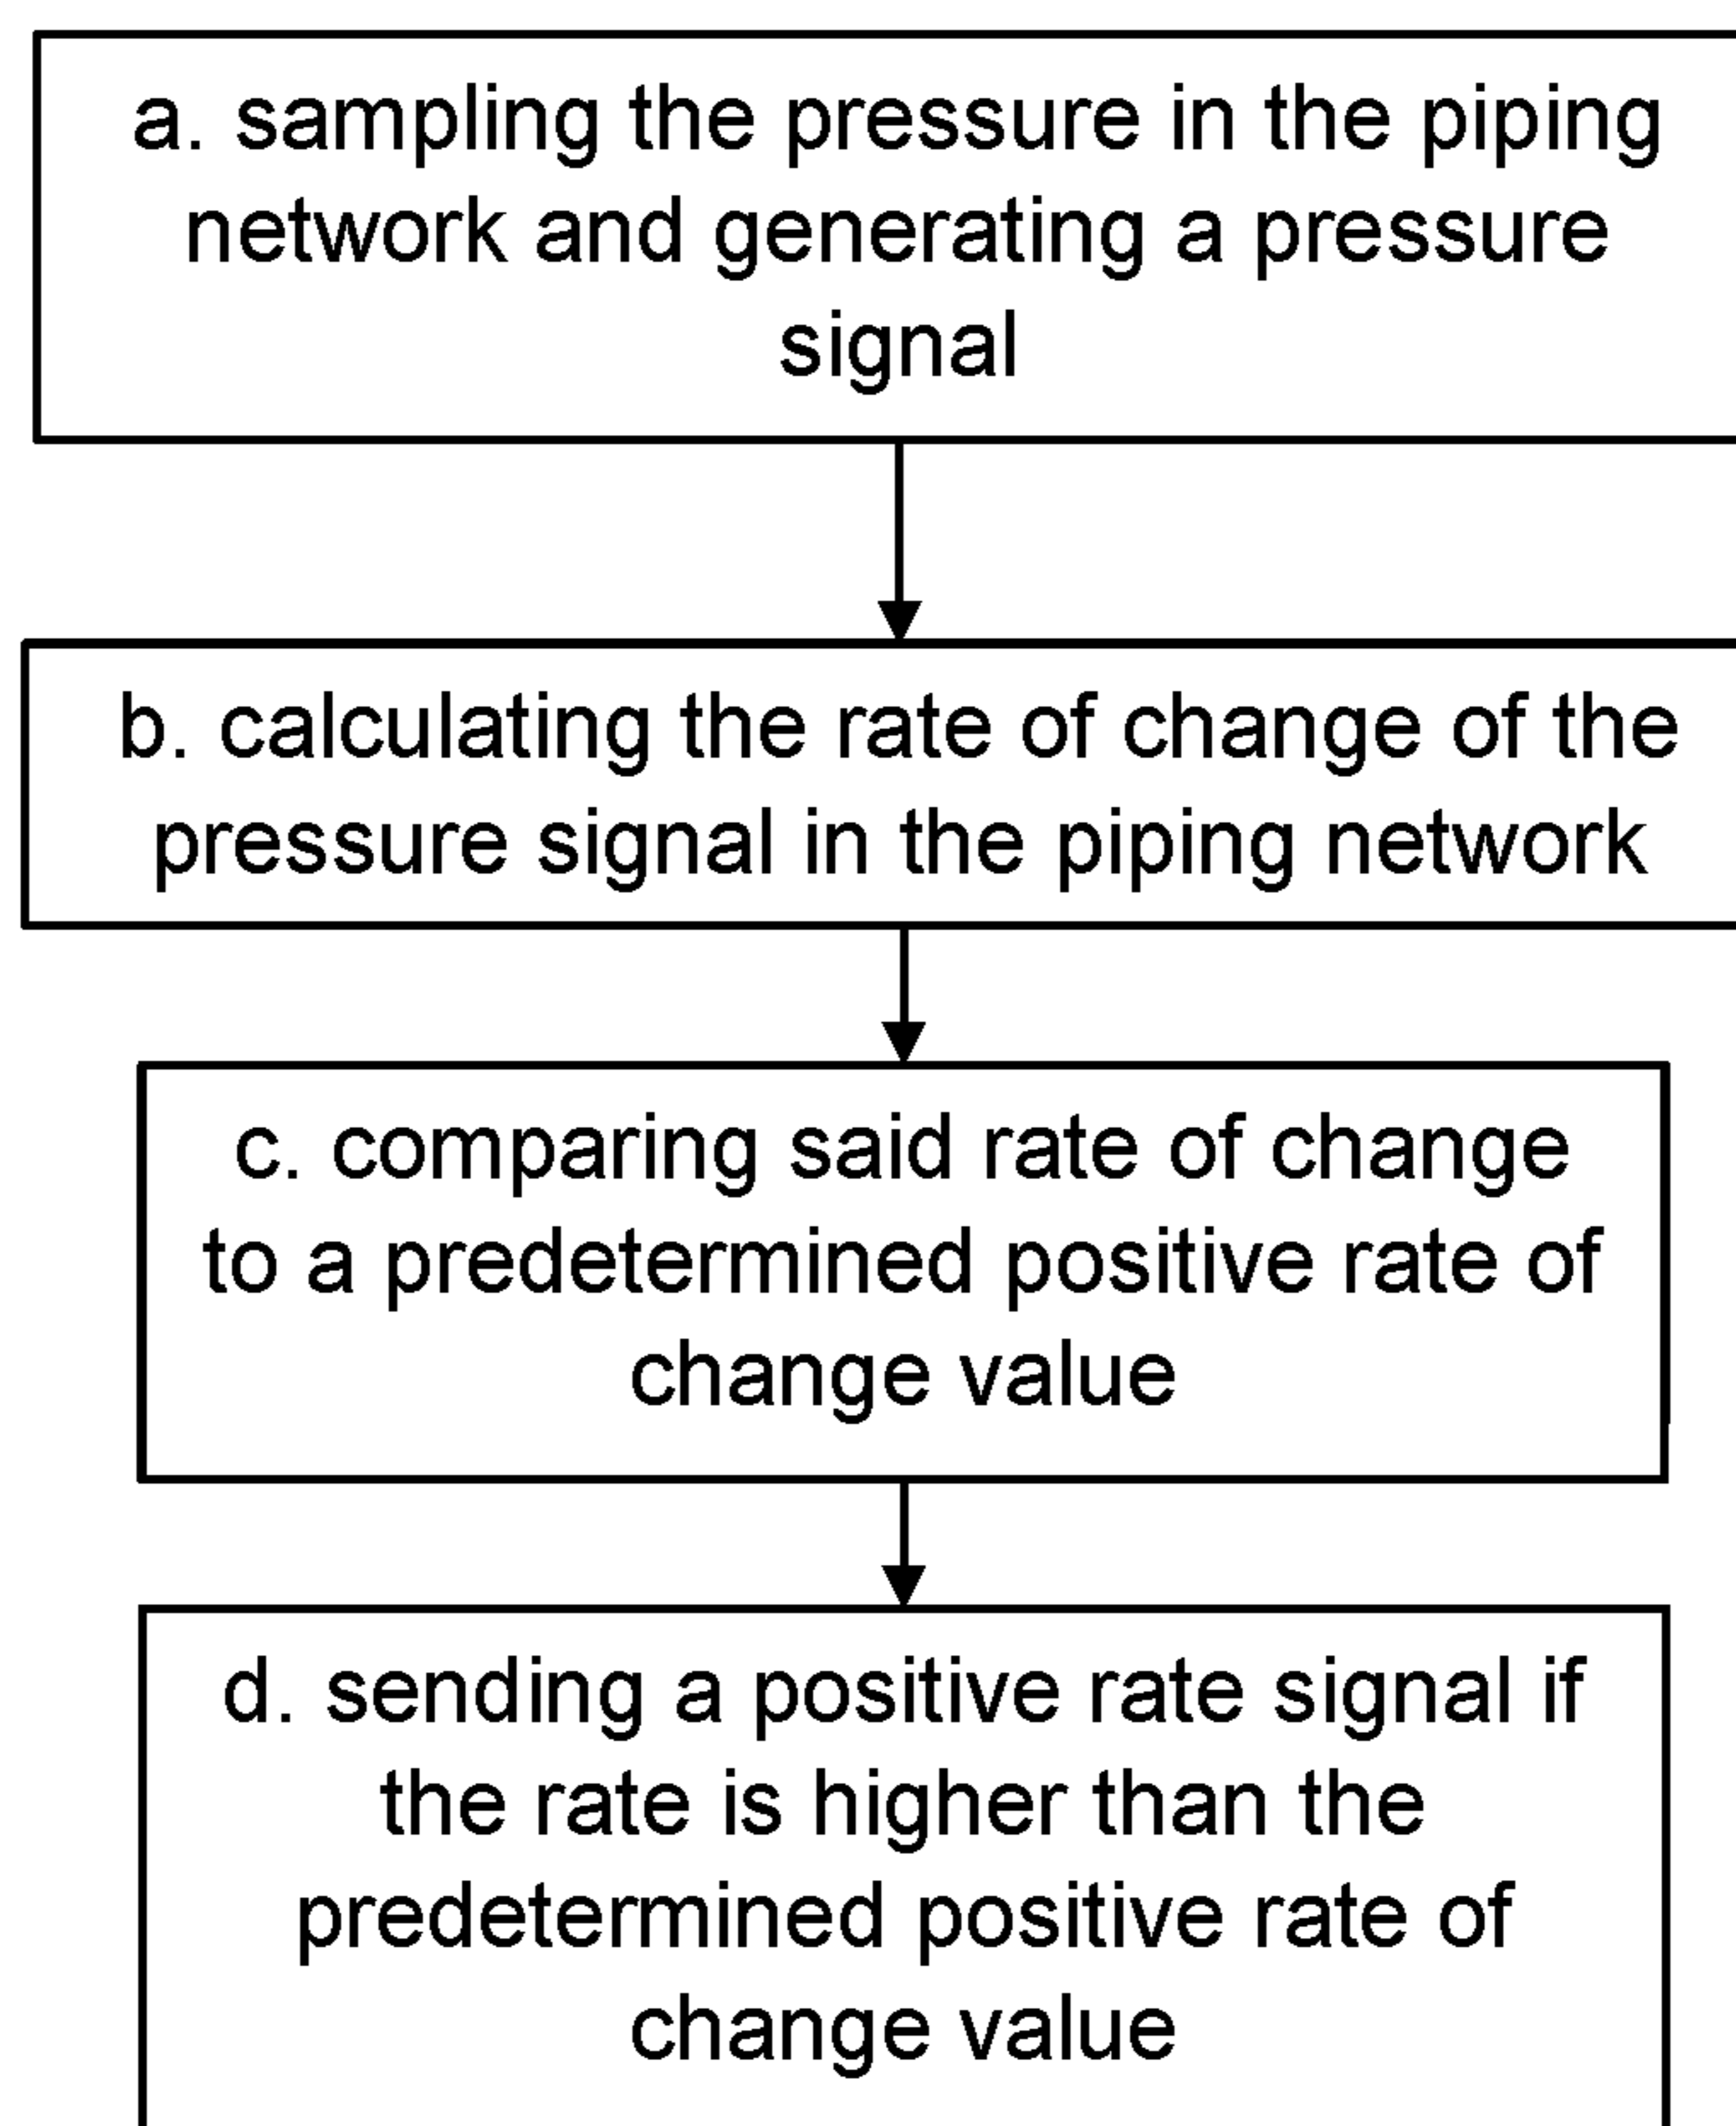 a. sampling the pressure in the piping
network and generating a pressure
signal
b. calculating the rate of change of the
pressure signal in the piping network
c. comparing said rate of change
to a predetermined positive rate of
change value
d. sending a positive rate signal if
the rate is higher than the
predetermined positive rate of
change value